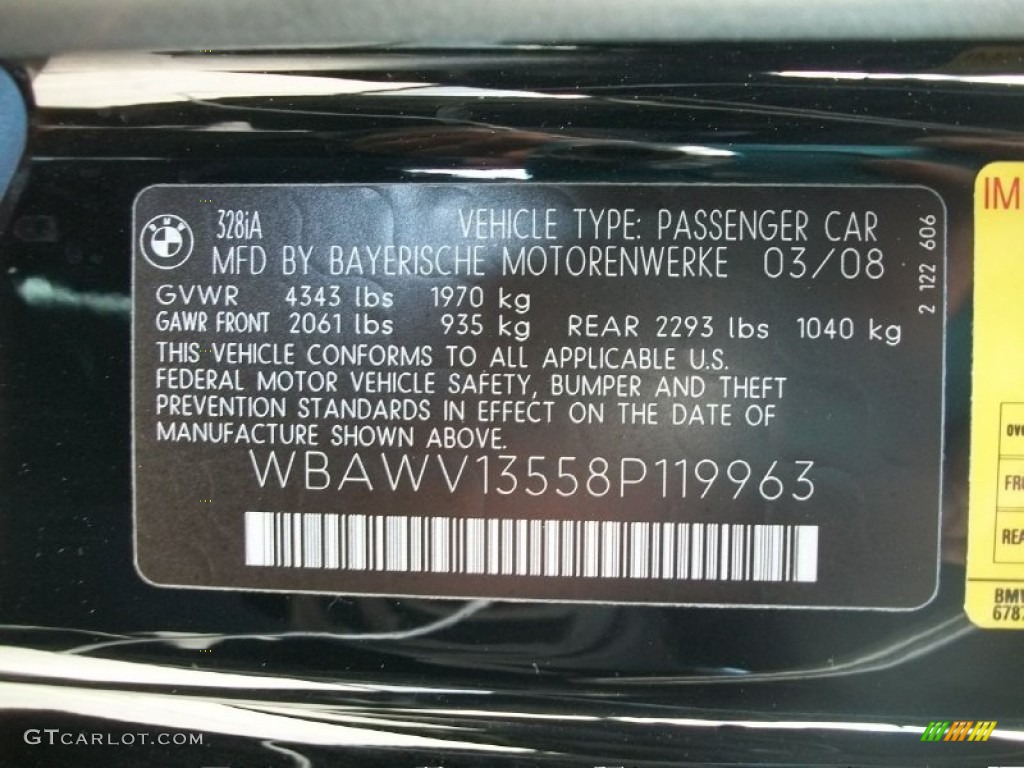 328iA VEHICLE TYPE: PASSENGER CAR
MFD BY BAYERISCHE MOTORENWERKE 03/08
GVWR 4343 lbs 1970 kg
GAWR FRONT 2061 lbs 935 kg REAR 2293 lbs 1040 kg
THIS VEHICLE CONFORMS TO ALL APPLICABLE U.S.
FEDERAL MOTOR VEHICLE SAFETY, BUMPER AND THEFT
PREVENTION STANDARDS IN EFFECT ON THE DATE OF
MANUFACTURE SHOWN ABOVE.
WBAWV13558P119963
2 122 606
BMW
GTCARLOT.COM